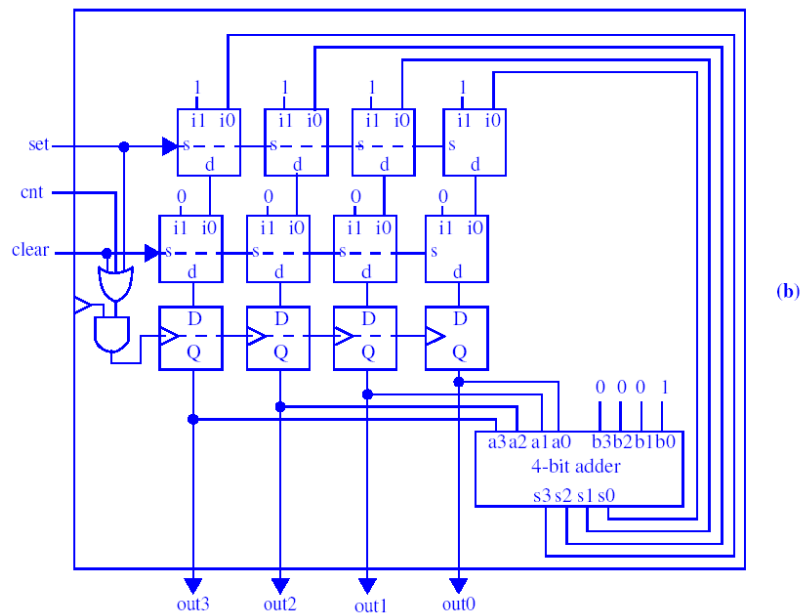 1 1 1 1
i1 i0 i1 i0 i1 i0 i1 i0
set s s s s
d d d d
cnt
0 0 0 0
i1 i0 i1 i0 i1 i0 i1 i0
clear s s s s
d d d d
(b)
D D D D
Q Q Q Q
0 0 0 1
a3 a2 a1 a0 b3 b2 b1 b0
4-bit adder
s3 s2 s1 s0
out3 out2 out1 out0